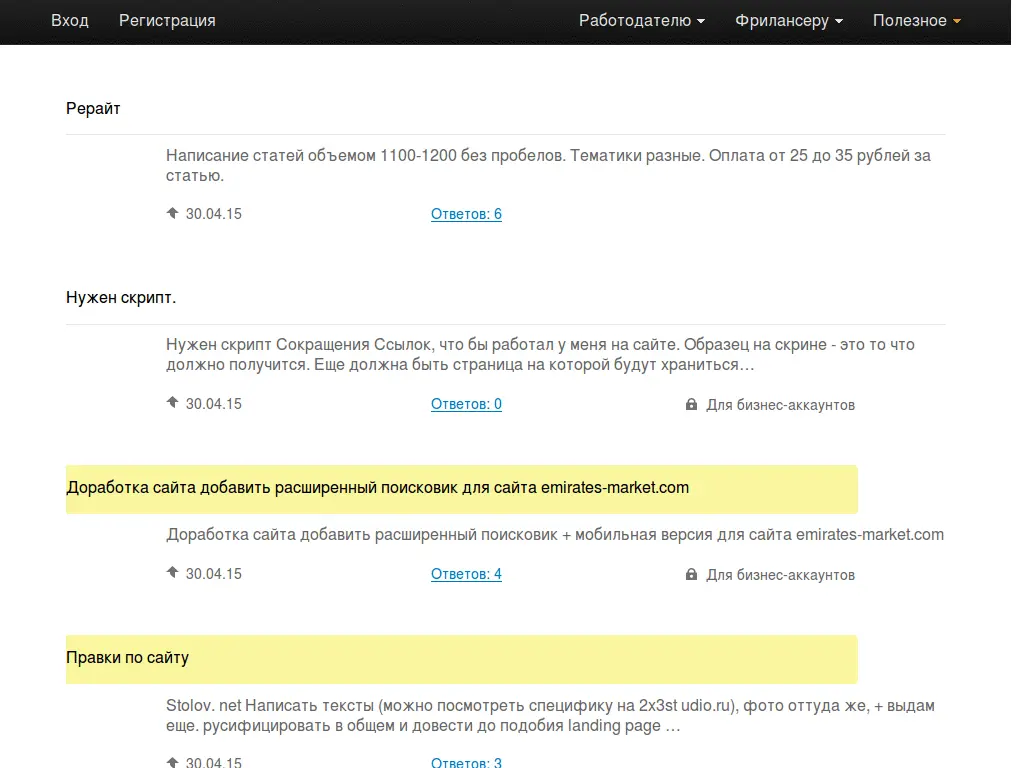 Вход Регистрация Работодателю Фрилансеру Полезное
Рерайт
Написание статей объемом 1100-1200 без пробелов. Тематики разные. Оплата от 25 до 35 рублей за
статью.
30.04.15 Ответов: 6
Нужен скрипт.
Нужен скрипт Сокращения Ссылок, что бы работал у меня на сайте. Образец на скрине - это то что
должно получится. Еще должна быть страница на которой будут храниться…
30.04.15 Ответов: 0 Для бизнес-аккаунтов
Доработка сайта добавить расширенный поисковик для сайта emirates-market.com
Доработка сайта добавить расширенный поисковик + мобильная версия для сайта emirates-market.com
30.04.15 Ответов: 4 Для бизнес-аккаунтов
Правки по сайту
Stolov. net Написать тексты (можно посмотреть специфику на 2x3st udio.ru), фото оттуда же, + выдам
еще. русифицировать в общем и довести до подобия landing page …
30.04.15 Ответов: 3